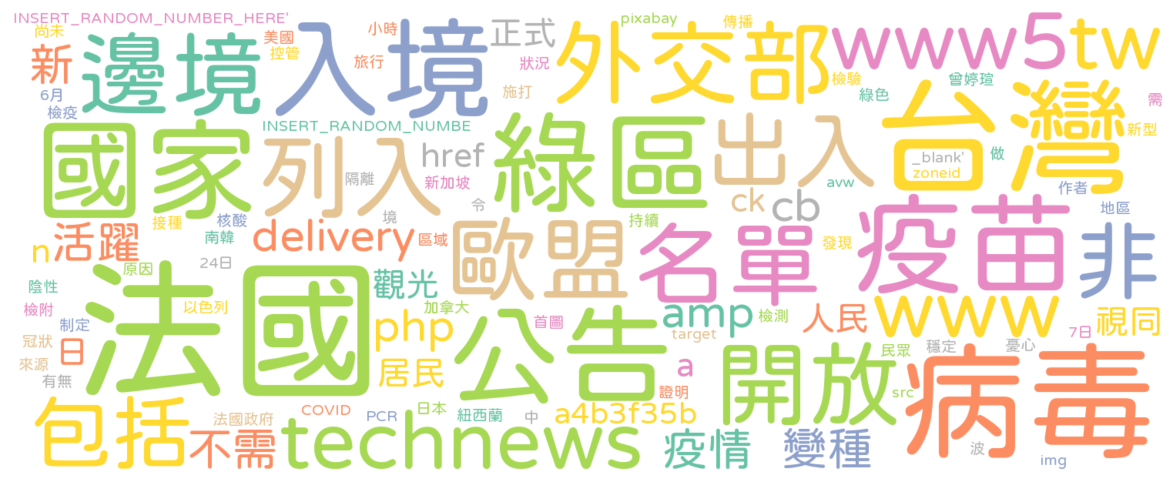 INSERT_RANDOM_NUMBER_HERE'
尚未
新
6月
檢疫
邊境
美國
控管
入境
小時
旅行
正式
狀況
施打
pixabay
傳播
外交部
檢驗
綠色
www5
tw
曾婷瑄
需
新型
台灣
_blank'
zoneid
做
作者
地區
INSERT_RANDOM_NUMBE
國家
列入
隔離
href
新加坡
令
境
綠區
出入
avw
ck
cb
接種
核酸
南韓
24日
n
活躍
delivery
區域
歐盟
持續
名單
發現
疫苗
非
原因
陰性
檢附
制定
冠狀
日
來源
有無
法國
以色列
觀光
加拿大
php
居民
首圖
公告
amp
target
檢測
a
證明
人民
www
7日
視同
民眾
穩定
憂心
開放
src
病毒
包括
法國政府
不需
COVID
PCR
日本
紐西蘭
中
a4b3f35b
technews
疫情
變種
波
img